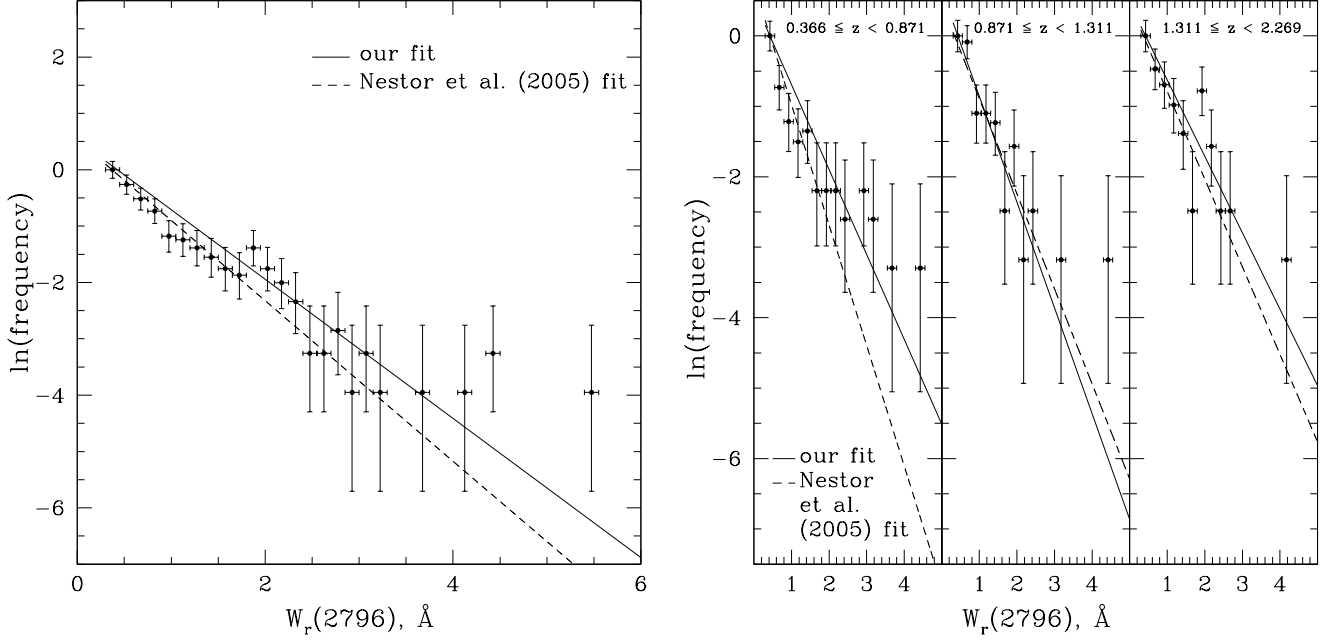 2
0
−2
−4
−6
ln(frequency)
our fit
Nestor et al. (2005) fit
0 2 4 6
W_r(2796), Å
0
−2
−4
−6
ln(frequency)
0.366 ≦ z < 0.871
0.871 ≦ z < 1.311
1.311 ≦ z < 2.269
our fit
Nestor
et al.
(2005) fit
1 2 3 4 1 2 3 4 1 2 3 4
W_r(2796), Å